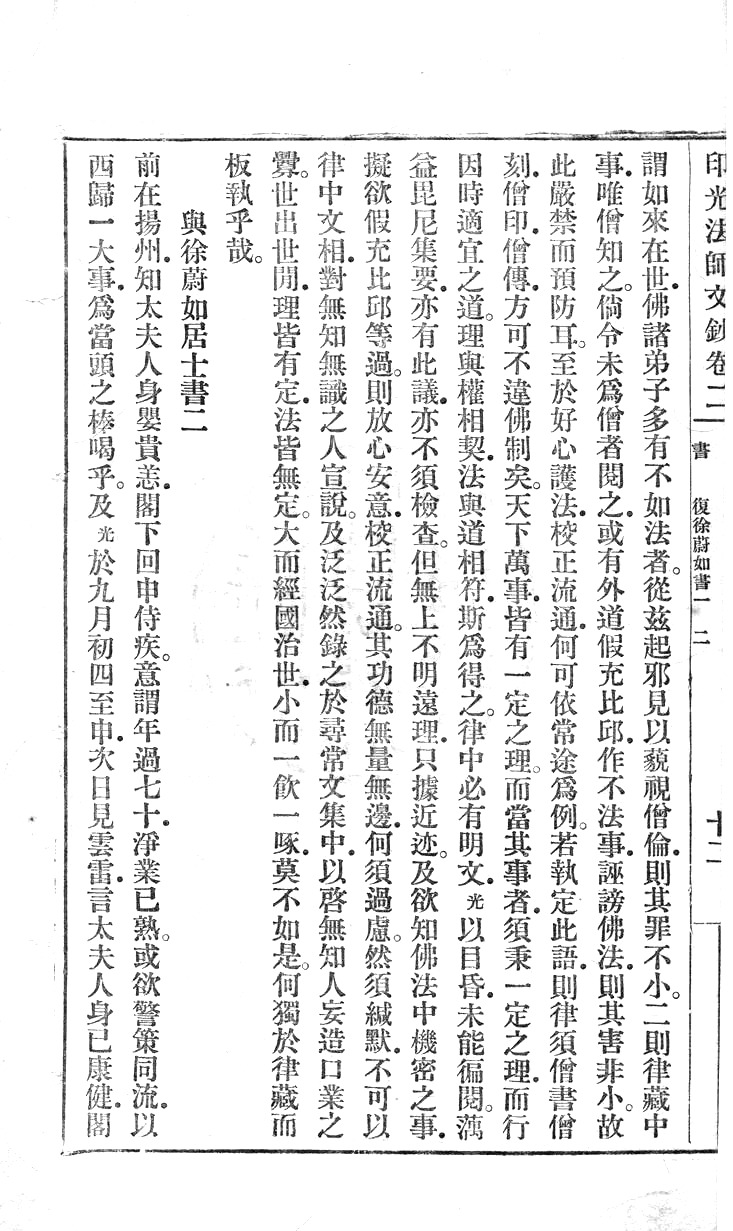 印光法師文鈔卷二　書　復徐蔚如書一　二　十二
謂如來在世.佛諸弟子多有不如法者。從茲起邪見以藐視僧倫.則其罪不小。二則律藏中
事.唯僧知之。倘令未爲僧者閱之.或有外道假充比邱.作不法事.誣謗佛法.則其害非小。故
此嚴禁而預防耳。至於好心護法.校正流通.何可依常途爲例。若執定此語.則律須僧書僧
刻.僧印.僧傳.方可不違佛制矣。天下萬事.皆有一定之理。而當其事者.須秉一定之理.而行
因時適宜之道。理與權相契.法與道相符.斯爲得之。律中必有明文.光以目昏.未能徧閱。蕅
益毘尼集要.亦有此議.亦不須檢查。但無上不明遠理.只據近迹。及欲知佛法中機密之事.
擬欲假充比邱等過。則放心安意.校正流通。其功德無量無邊.何須過慮。然須緘默.不可以
律中文相.對無知無識之人宣說。及泛泛然錄之於尋常文集中.以啓無知人妄造口業之
釁。世出世閒.理皆有定.法皆無定。大而經國治世.小而一飲一啄.莫不如是。何獨於律藏而
板執乎哉。
與徐蔚如居士書二
前在揚州.知太夫人身嬰貴恙.閣下回申侍疾。意謂年過七十.淨業已熟。或欲警策同流.以
西歸一大事.爲當頭之棒喝乎。及光於九月初四至申.次日見雲雷.言太夫人身已康健.閣